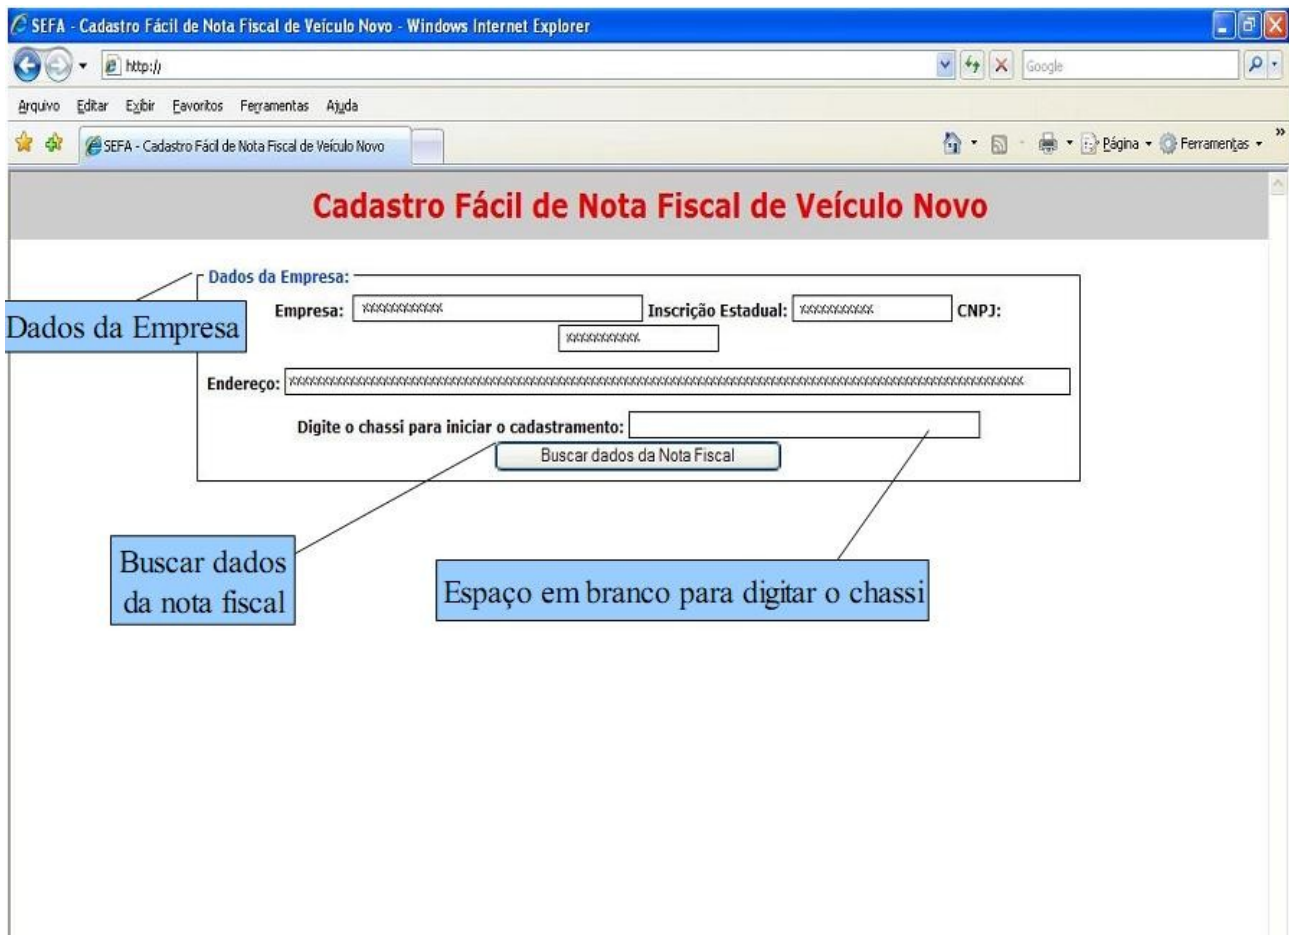 SEFA - Cadastro Fácil de Nota Fiscal de Veículo Novo - Windows Internet Explorer
http://
Google
Arquivo Editar Exibir Favoritos Ferramentas Ajuda
SEFA - Cadastro Fácil de Nota Fiscal de Veículo Novo
Página Ferramentas »
Cadastro Fácil de Nota Fiscal de Veículo Novo
Dados da Empresa:
Dados da Empresa
Empresa: xxxxxxxxxxx Inscrição Estadual: xxxxxxxxxx CNPJ:
xxxxxxxxxx
Endereço:
Digite o chassi para iniciar o cadastramento:
Buscar dados da Nota Fiscal
Buscar dados
da nota fiscal
Espaço em branco para digitar o chassi